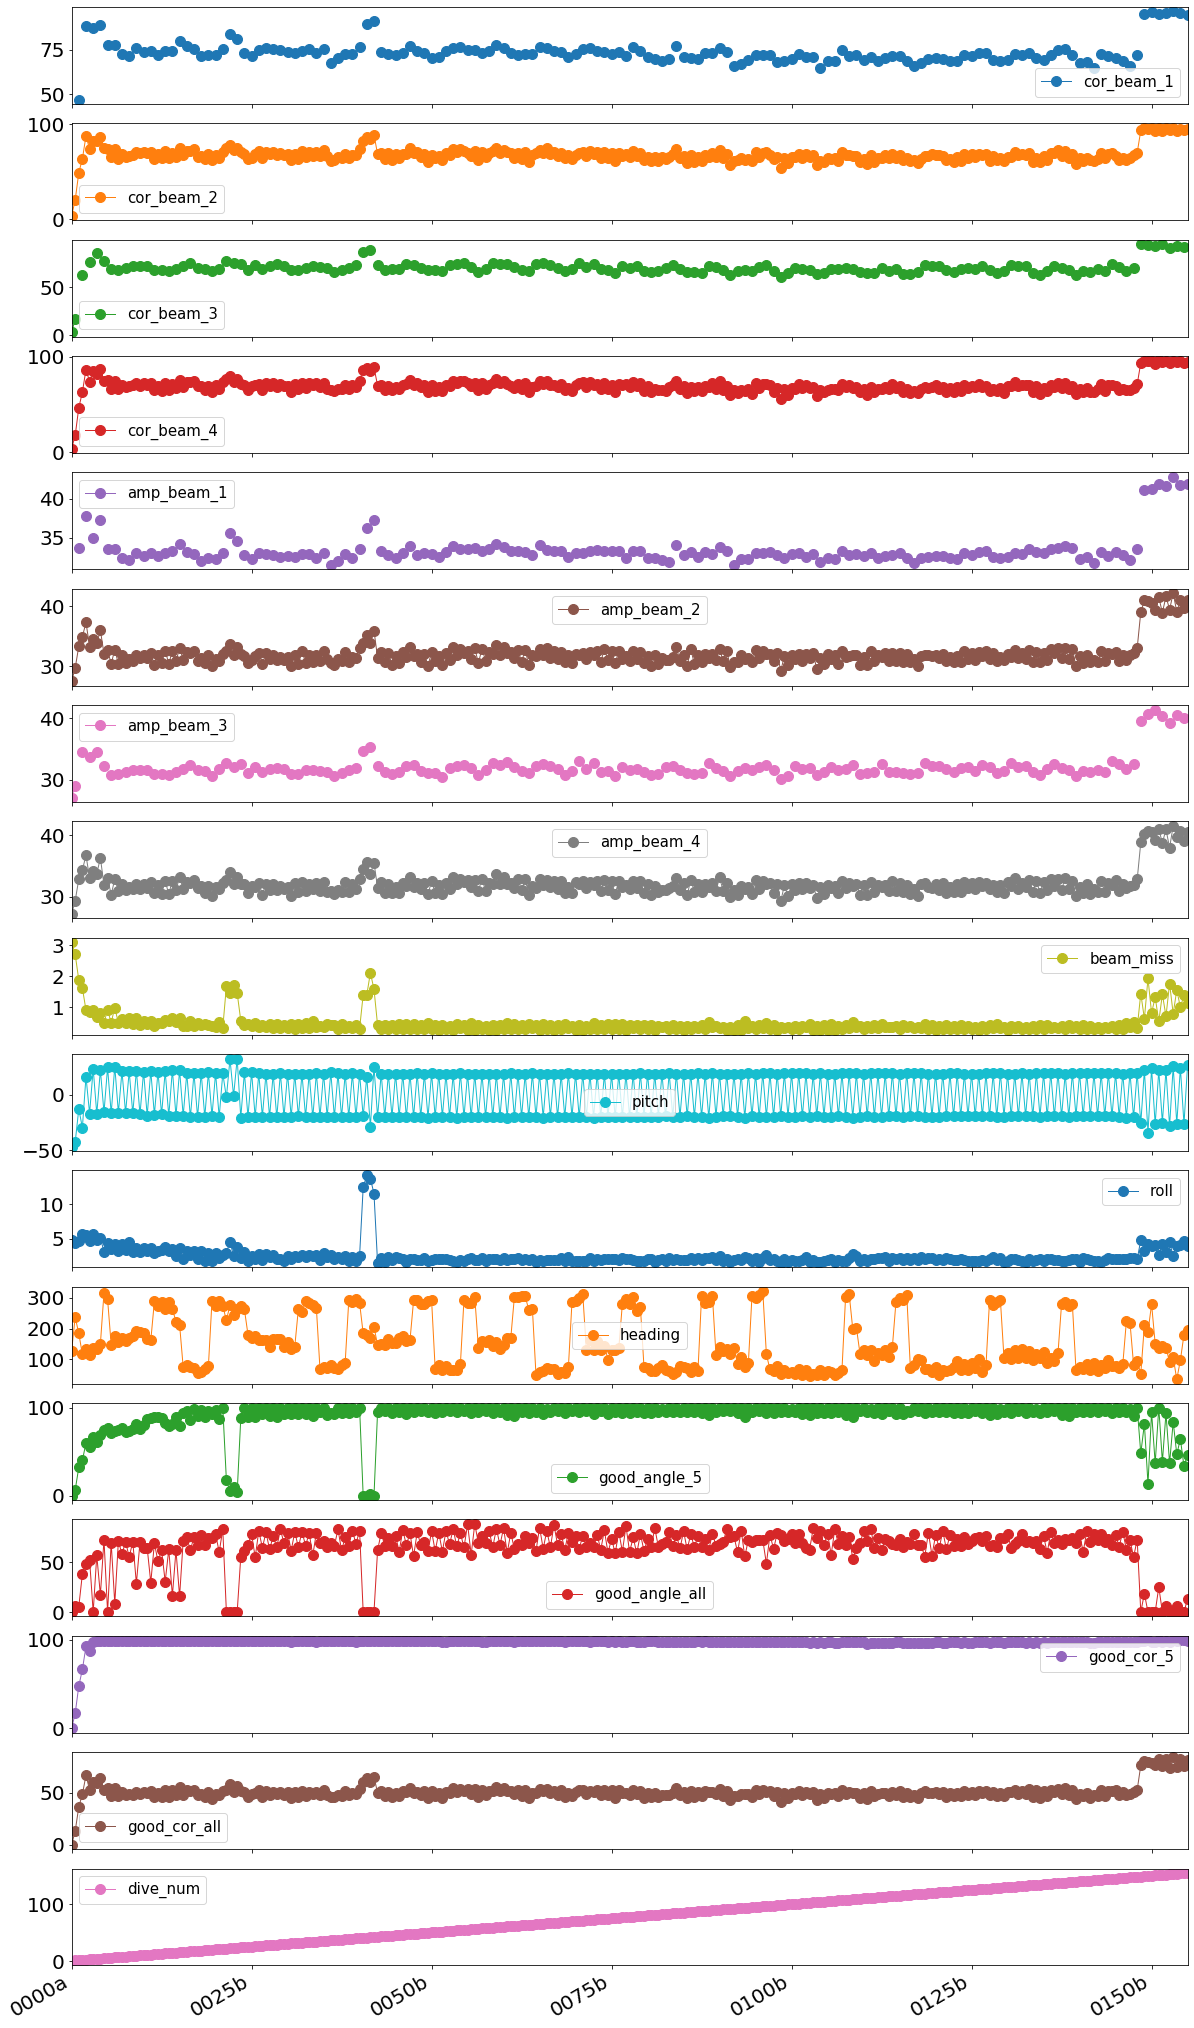 75
50
cor_beam_1
100
0
cor_beam_2
50
0
cor_beam_3
100
0
cor_beam_4
40
35
amp_beam_1
40
30
amp_beam_2
40
30
amp_beam_3
40
30
amp_beam_4
3
2
1
beam_miss
0
−50
pitch
10
5
roll
300
200
100
heading
100
0
good_angle_5
50
0
good_angle_all
100
0
good_cor_5
50
0
good_cor_all
100
0
dive_num
0000a 0025b 0050b 0075b 0100b 0125b 0150b